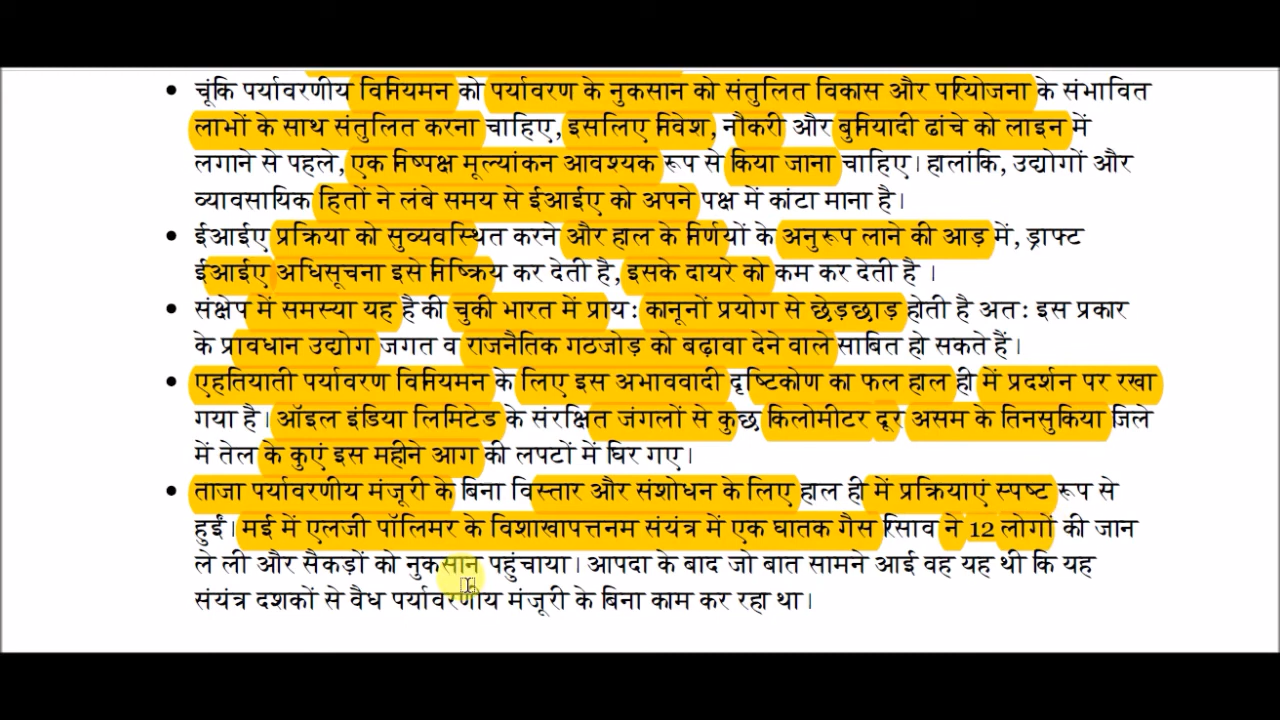 • चूंकि पर्यावरणीय विनियमन को पर्यावरण के नुकसान को संतुलित विकास और परियोजना के संभावित
लाभों के साथ संतुलित करना चाहिए, इसलिए निवेश, नौकरी और बुनियादी ढांचे को लाइन में
लगाने से पहले, एक निष्पक्ष मूल्यांकन आवश्यक रूप से किया जाना चाहिए। हालांकि, उद्योगों और
व्यावसायिक हितों ने लंबे समय से ईआईए को अपने पक्ष में कांटा माना है।
• ईआईए प्रक्रिया को सुव्यवस्थित करने और हाल के निर्णयों के अनुरूप लाने की आड़ में, ड्राफ्ट
ईआईए अधिसूचना इसे निष्क्रिय कर देती है, इसके दायरे को कम कर देती है ।
• संक्षेप में समस्या यह है की चुकी भारत में प्राय: कानूनों प्रयोग से छेड़छाड़ होती है अत: इस प्रकार
के प्रावधान उद्योग जगत व राजनैतिक गठजोड़ को बढ़ावा देने वाले साबित हो सकते हैं।
• एहतियाती पर्यावरण विनियमन के लिए इस अभाववादी दृष्टिकोण का फल हाल ही में प्रदर्शन पर रखा
गया है। ऑइल इंडिया लिमिटेड के संरक्षित जंगलों से कुछ किलोमीटर दूर असम के तिनसुकिया जिले
में तेल के कुएं इस महीने आग की लपटों में घिर गए।
• ताजा पर्यावरणीय मंजूरी के बिना विस्तार और संशोधन के लिए हाल ही में प्रक्रियाएं स्पष्ट रूप से
हुईं। मई में एलजी पॉलिमर के विशाखापत्तनम संयंत्र में एक घातक गैस रिसाव ने 12 लोगों की जान
ले ली और सैकड़ों को नुकसान पहुंचाया। आपदा के बाद जो बात सामने आई वह यह थी कि यह
संयंत्र दशकों से वैध पर्यावरणीय मंजूरी के बिना काम कर रहा था।